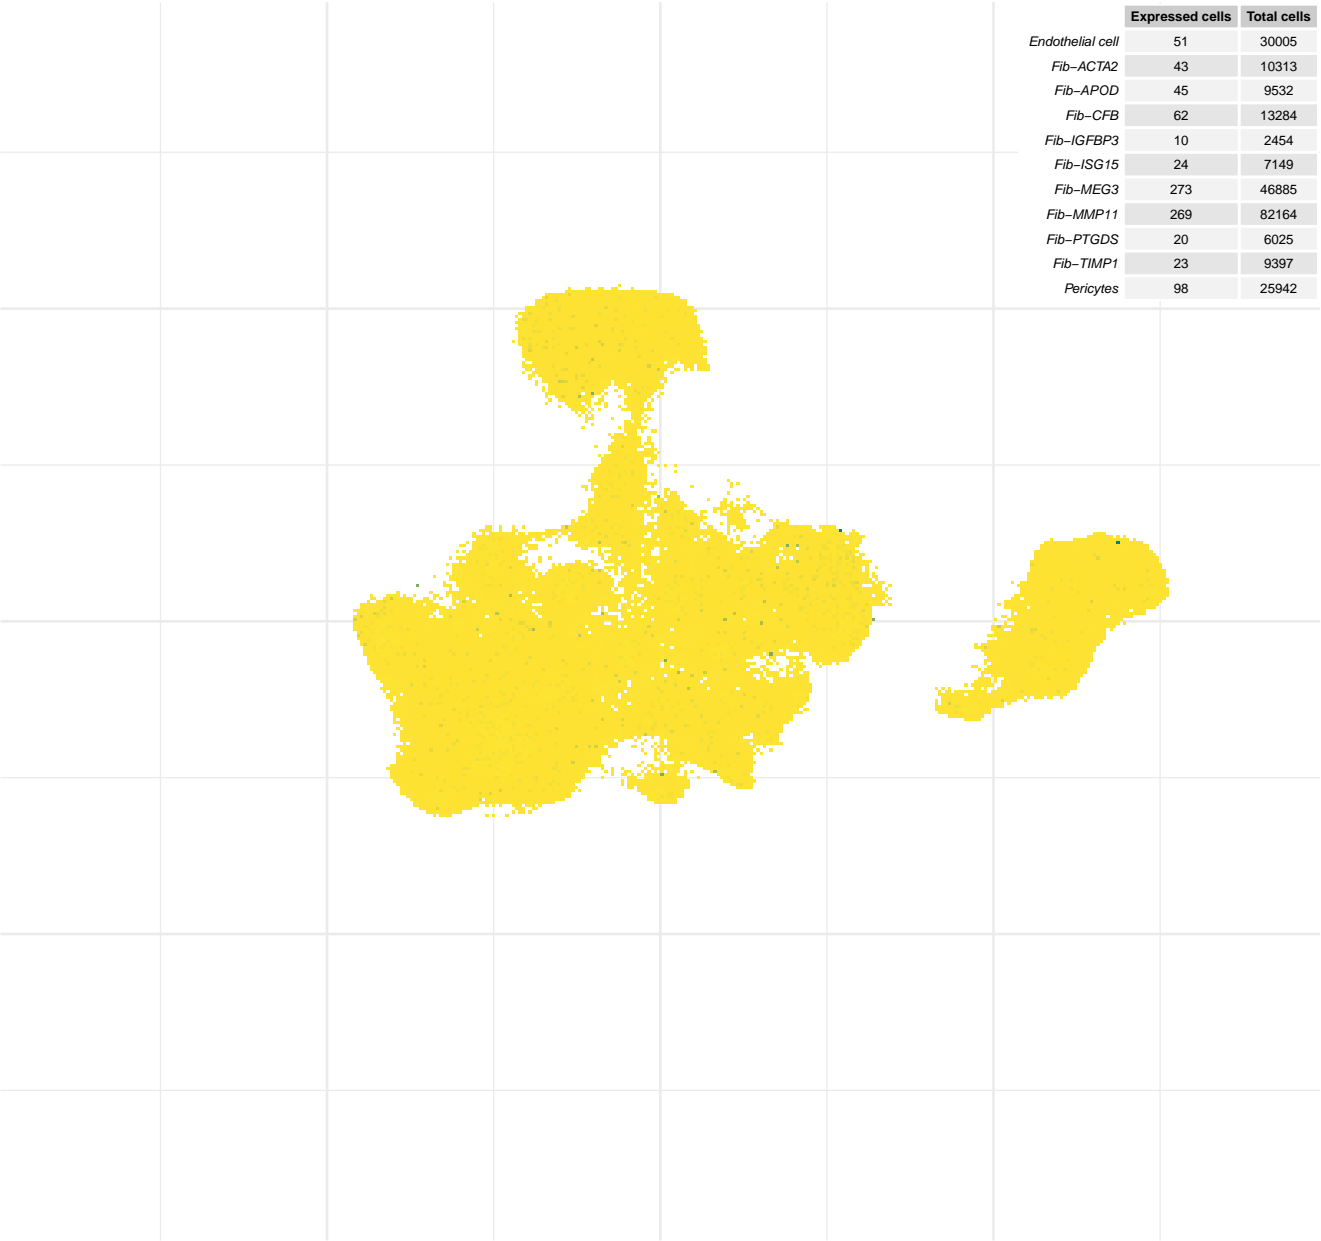 Expressed cells Total cells
Endothelial cell 51 30005
Fib−ACTA2 43 10313
Fib−APOD 45 9532
Fib−CFB 62 13284
Fib−IGFBP3 10 2454
Fib−ISG15 24 7149
Fib−MEG3 273 46885
Fib−MMP11 269 82164
Fib−PTGDS 20 6025
Fib−TIMP1 23 9397
Pericytes 98 25942